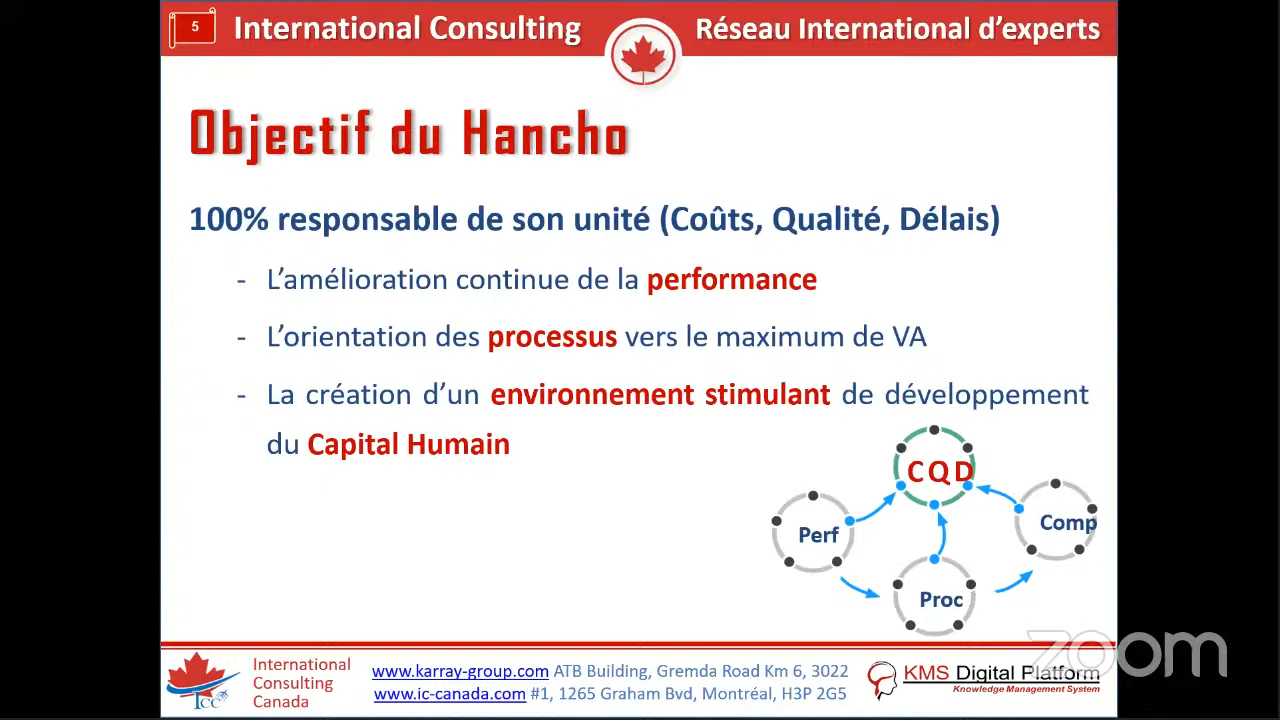 5
International Consulting
Réseau International d’experts
Objectif du Hancho
100% responsable de son unité (Coûts, Qualité, Délais)
- L’amélioration continue de la performance
- L’orientation des processus vers le maximum de VA
- La création d’un environnement stimulant de développement
du Capital Humain
CQD
Perf
Comp
Proc
zoom
International
Consulting
Canada
ICC
www.karray-group.com ATB Building, Gremda Road Km 6, 3022
www.ic-canada.com #1, 1265 Graham Bvd, Montréal, H3P 2G5
KMS Digital Platform
Knowledge Management System